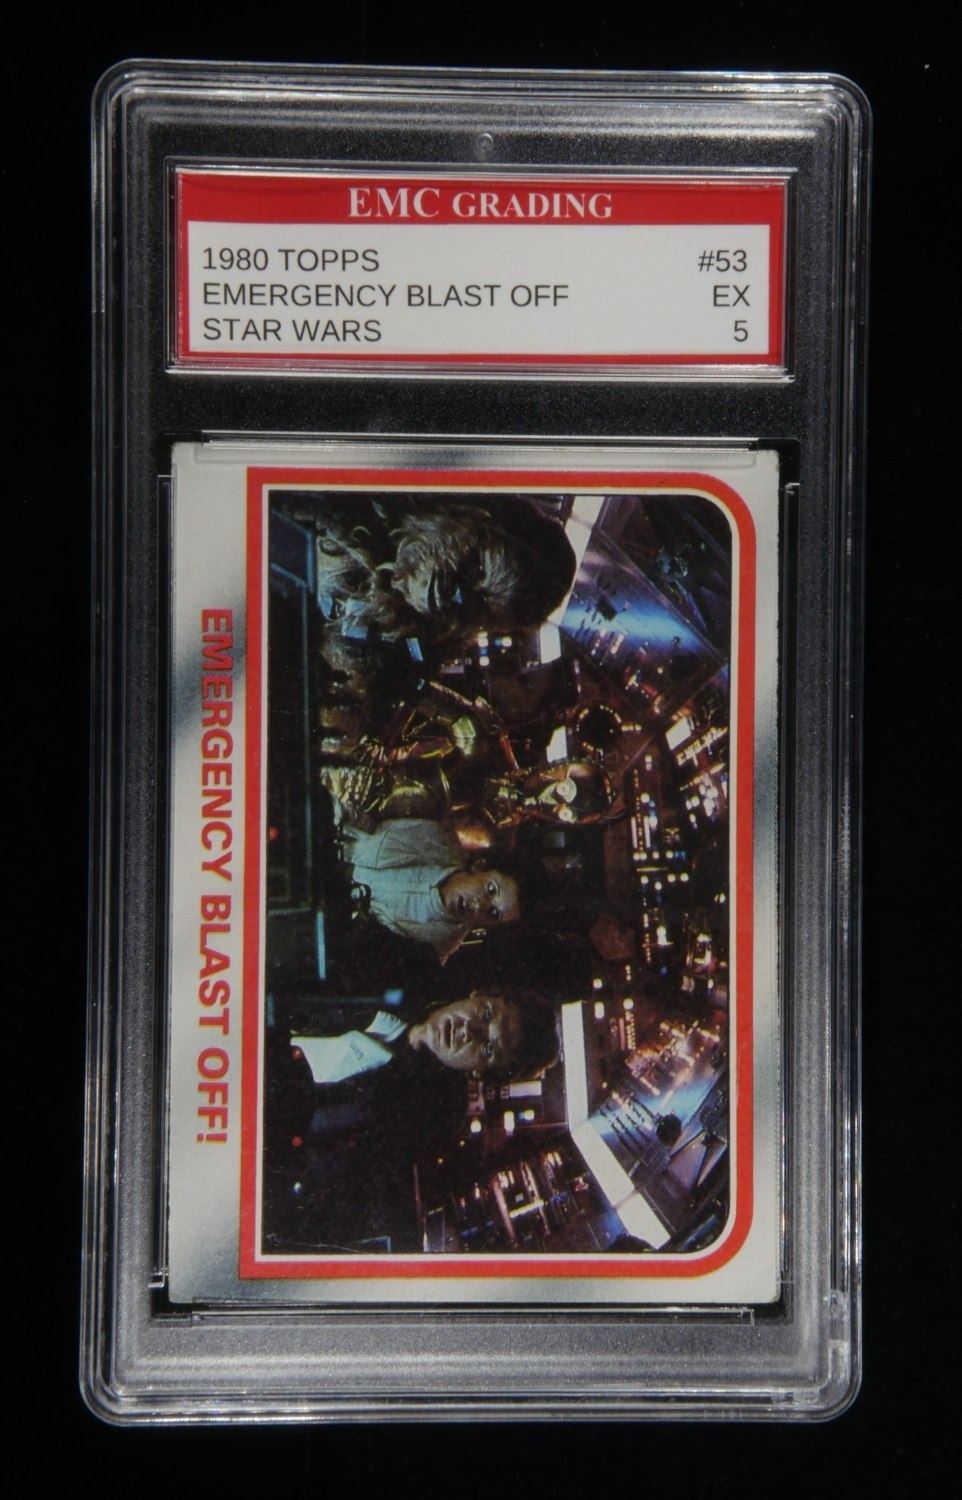 EMC GRADING
1980 TOPPS #53
EMERGENCY BLAST OFF EX
STAR WARS 5
EMERGENCY BLAST OFF!